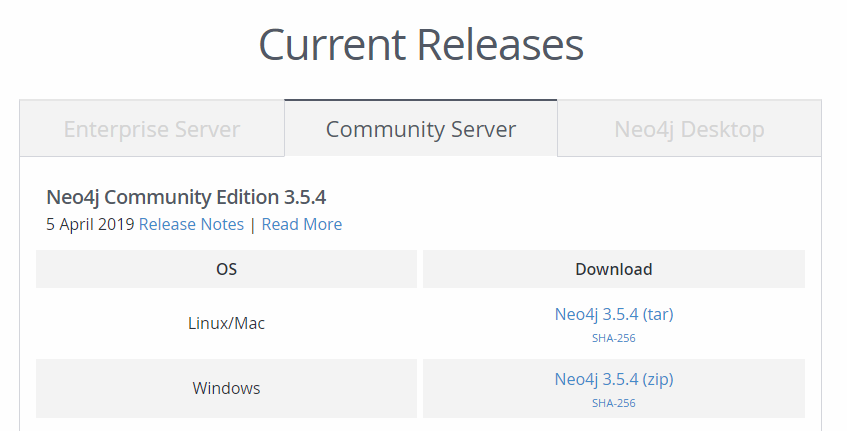 Current Releases
Enterprise Server
Community Server
Neo4j Desktop
Neo4j Community Edition 3.5.4
5 April 2019 Release Notes | Read More
OS
Download
Linux/Mac
Neo4j 3.5.4 (tar)
SHA-256
Windows
Neo4j 3.5.4 (zip)
SHA-256